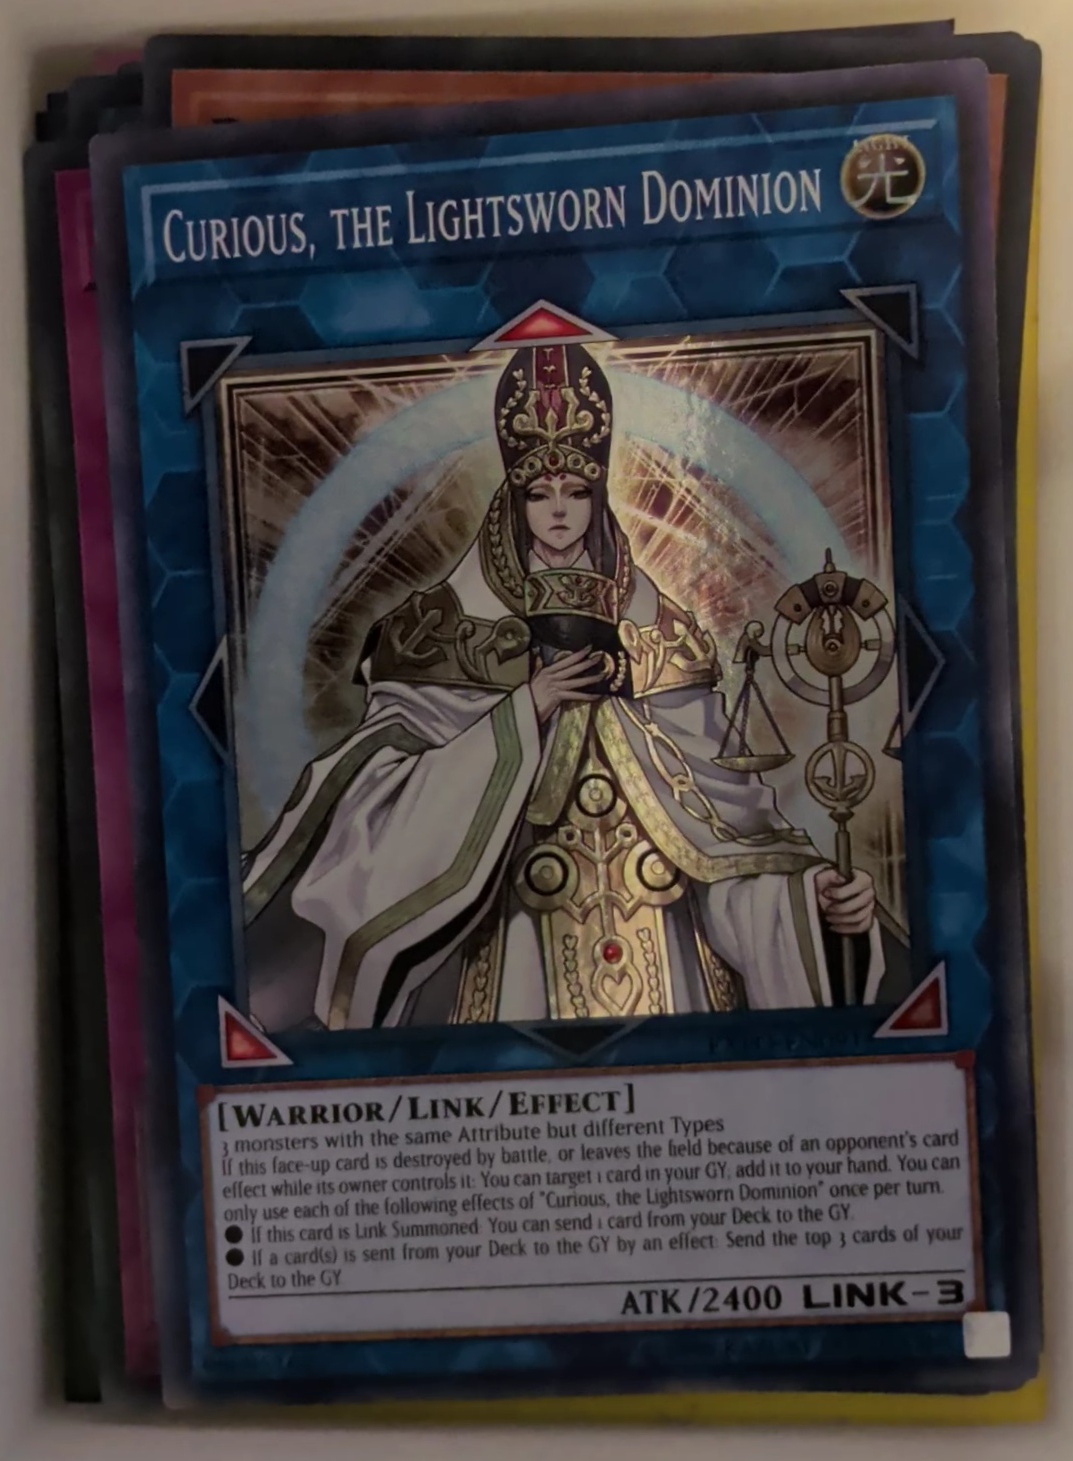 CURIOUS, THE LIGHTSWORN DOMINION
LIGHT
光
[WARRIOR/LINK/EFFECT]
3 monsters with the same Attribute but different Types
If this face-up card is destroyed by battle, or leaves the field because of an opponent's card
effect while its owner controls it: You can target 1 card in your GY; add it to your hand. You can
only use each of the following effects of "Curious, the Lightsworn Dominion" once per turn.
● If this card is Link Summoned: You can send 1 card from your Deck to the GY.
● If a card(s) is sent from your Deck to the GY by an effect: Send the top 3 cards of your
Deck to the GY.
ATK/2400 LINK-3